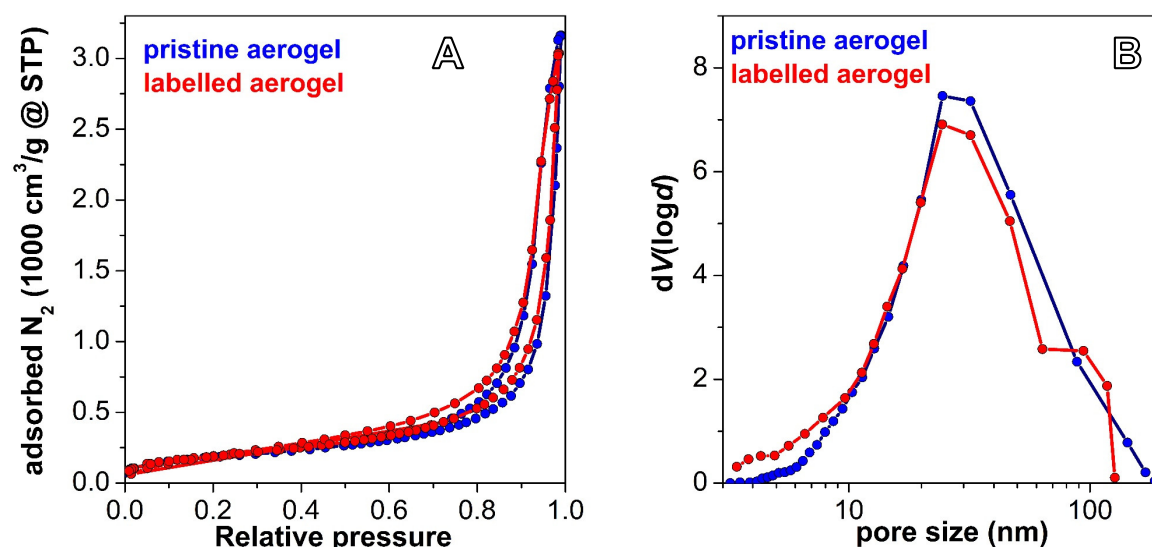 A
pristine aerogel
labelled aerogel
adsorbed N₂ (1000 cm³/g @ STP)
3.0
2.5
2.0
1.5
1.0
0.5
0.0
0.0 0.2 0.4 0.6 0.8 1.0
Relative pressure
B
pristine aerogel
labelled aerogel
dV(logd)
8
6
4
2
0
10 100
pore size (nm)